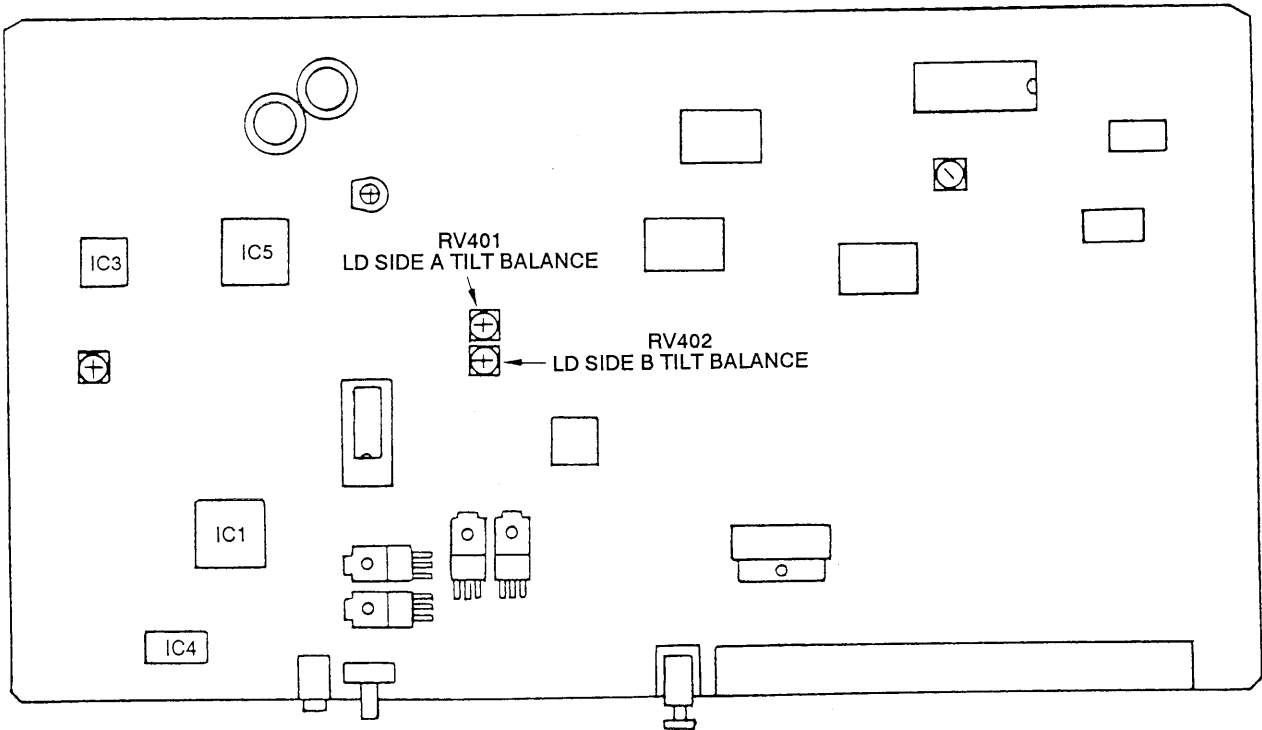 RV401
LD SIDE A TILT BALANCE
IC3
IC5
RV402
LD SIDE B TILT BALANCE
IC1
IC4